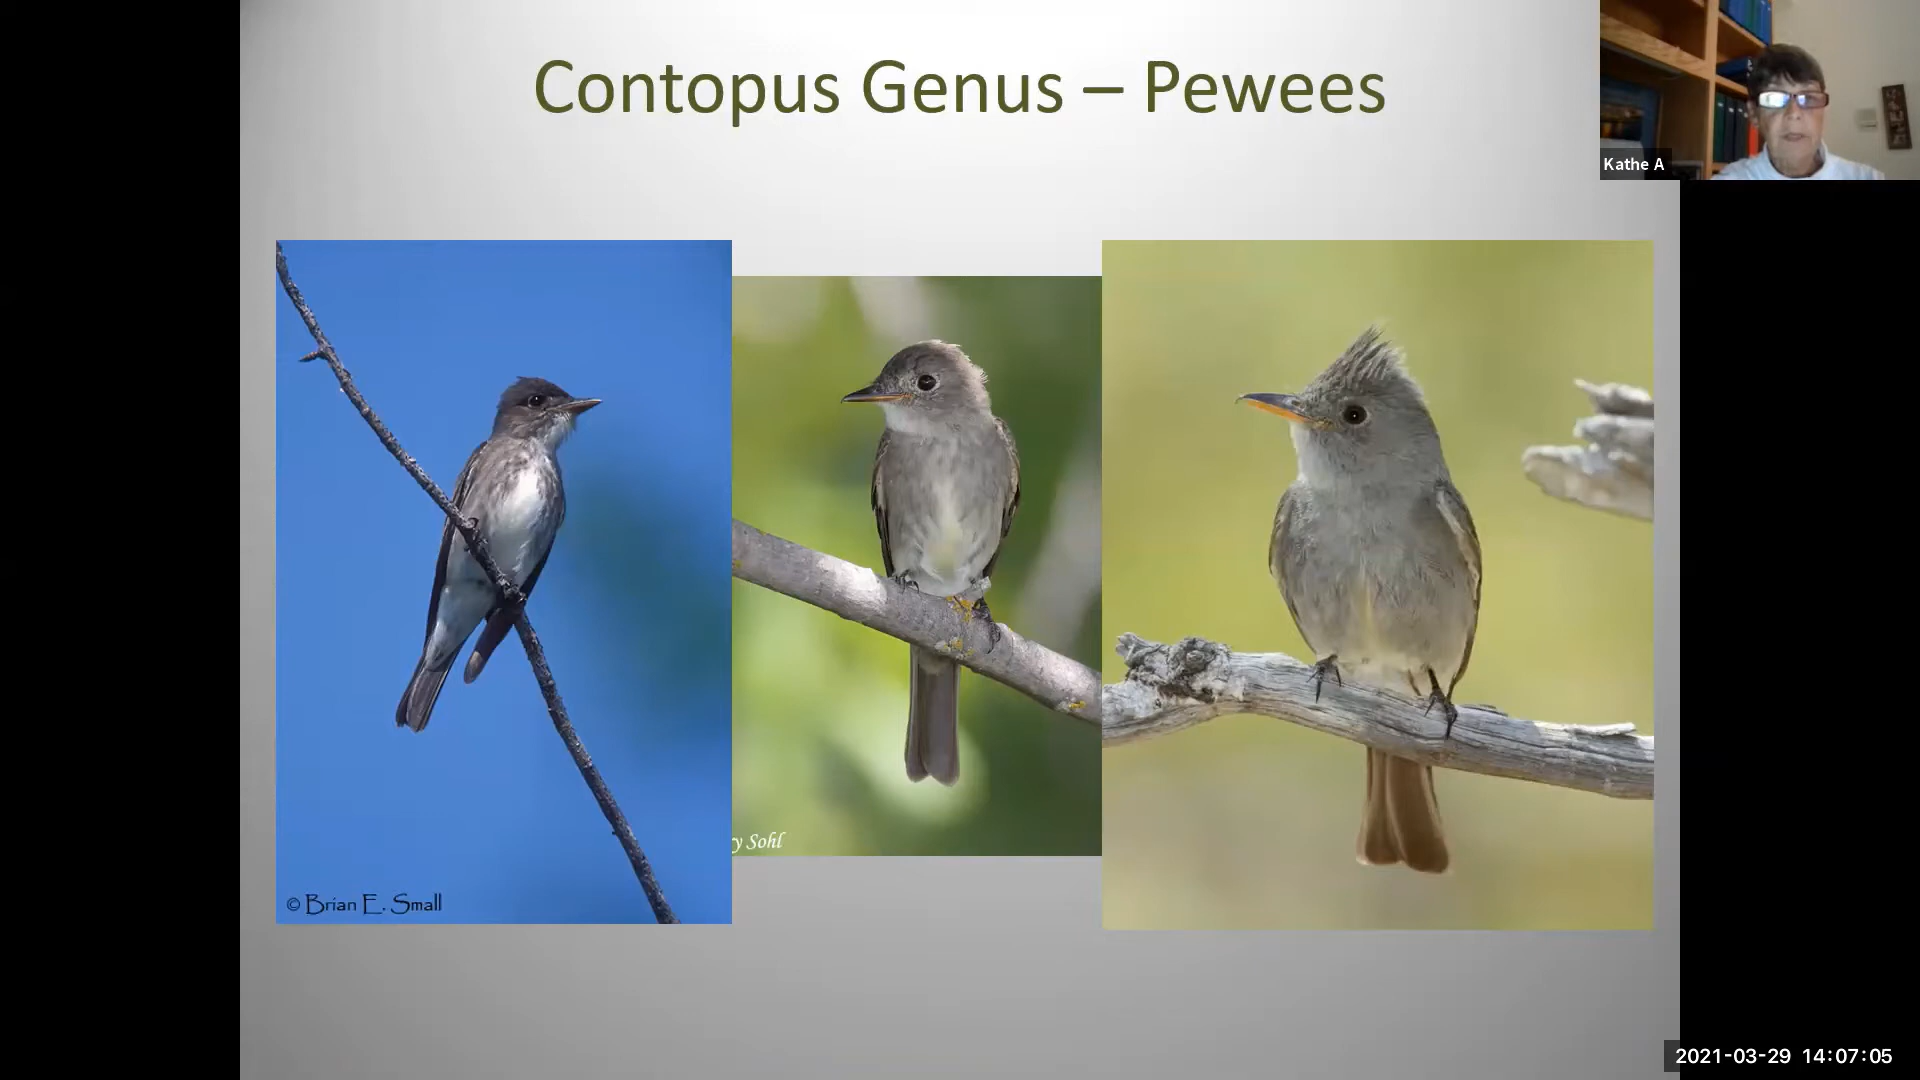 Contopus Genus – Pewees
Kathe A
y Sohl
© Brian E. Small
2021-03-29 14:07:05